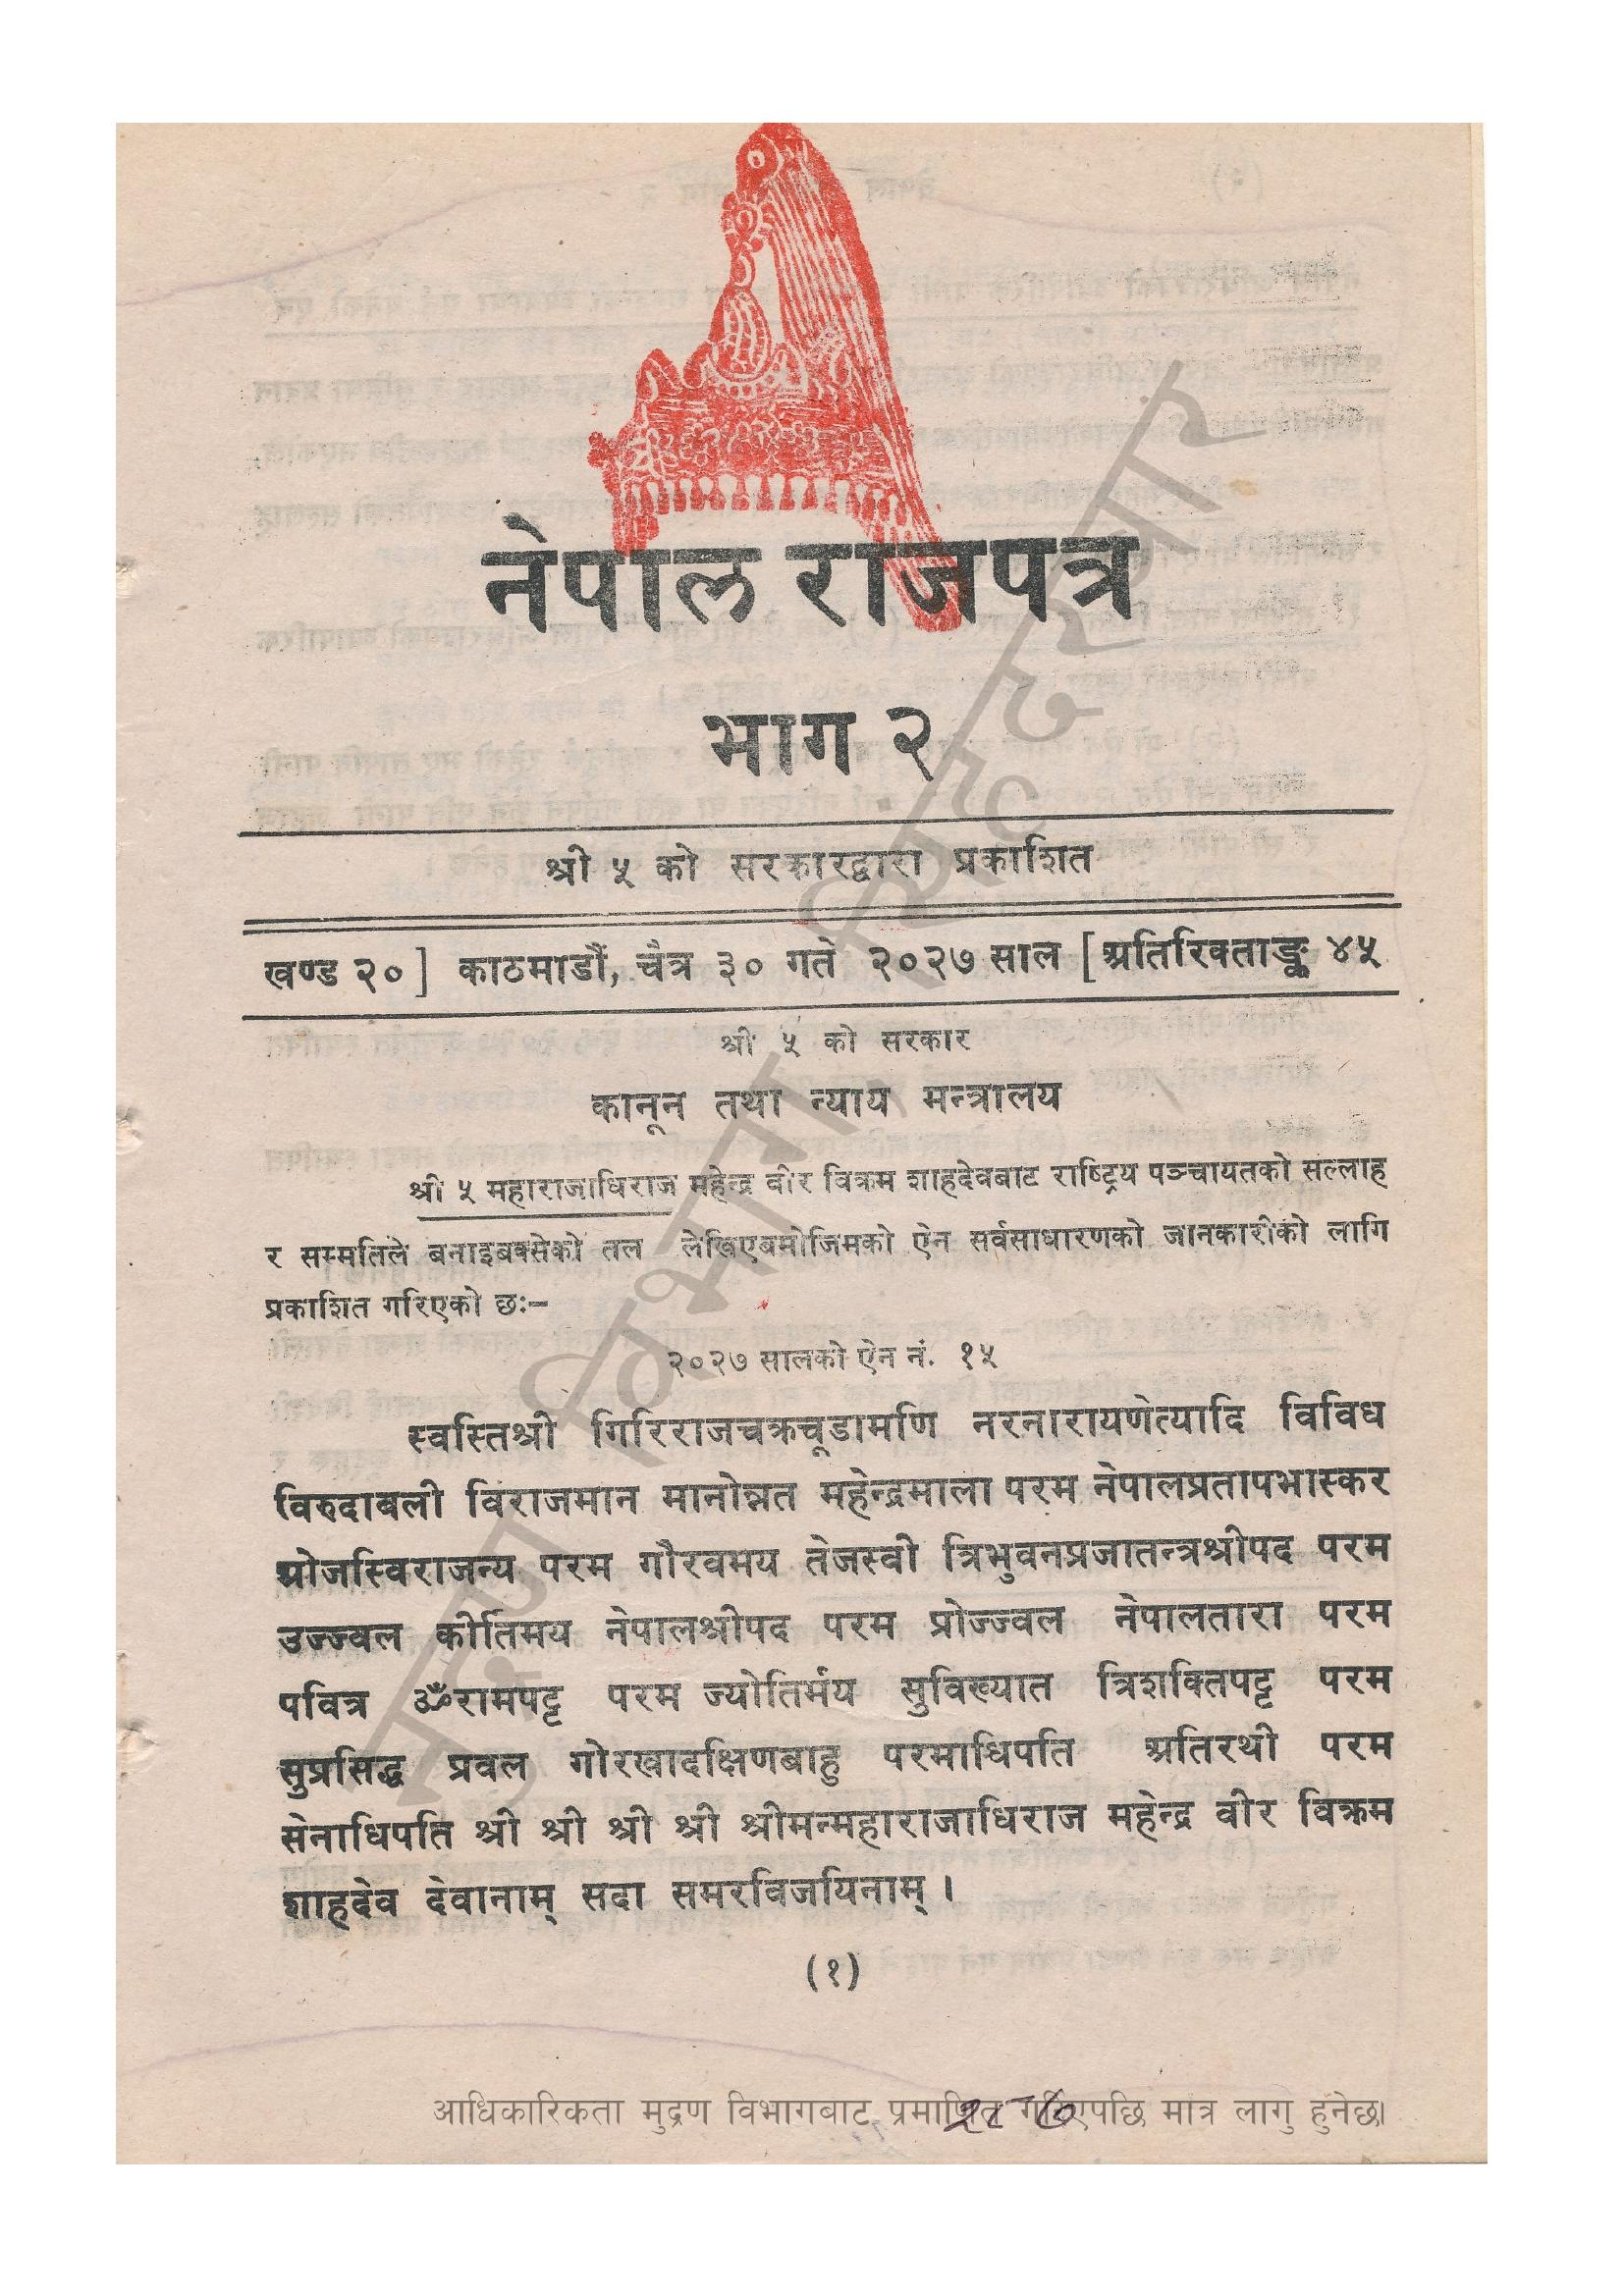 नेपाल राजपत्र
भाग २
श्री ५ को सरकारद्वारा प्रकाशित
खण्ड २०] काठमाडौं, चैत्र ३० गते २०२७ साल [अतिरिक्ताङ्क ४५
श्री ५ को सरकार
कानून तथा न्याय मन्त्रालय
श्री ५ महाराजाधिराज महेन्द्र वीर विक्रम शाहदेवबाट राष्ट्रिय पञ्चायतको सल्लाह
र सम्मतिले बनाइबक्सेको तल लेखिएबमोजिमको ऐन सर्वसाधारणको जानकारीको लागि
प्रकाशित गरिएको छः–
२०२७ सालको ऐन नं. १५
स्वस्तिश्री गिरिराजचक्रचूडामणि नरनारायणेत्यादि विविध
विरुदावली विराजमान मानोन्नत महेन्द्रमाला परम नेपालप्रतापभास्कर
ओजस्विराजन्य परम गौरवमय तेजस्वी त्रिभुवनप्रजातन्त्रश्रीपद परम
उज्ज्वल कीर्तिमय नेपालश्रीपद परम प्रोज्ज्वल नेपालतारा परम
पवित्र ॐरामपट्ट परम ज्योतिर्मय सुविख्यात त्रिशक्तिपट्ट परम
सुप्रसिद्ध प्रवल गोरखादक्षिणबाहु परमाधिपति अतिरथी परम
सेनाधिपति श्री श्री श्री श्री श्रीमन्महाराजाधिराज महेन्द्र वीर विक्रम
शाहदेव देवानाम् सदा समरविजयिनाम् ।
(१)
आधिकारिकता मुद्रण विभागबाट प्रमाणित गरिएपछि मात्र लागु हुनेछ।